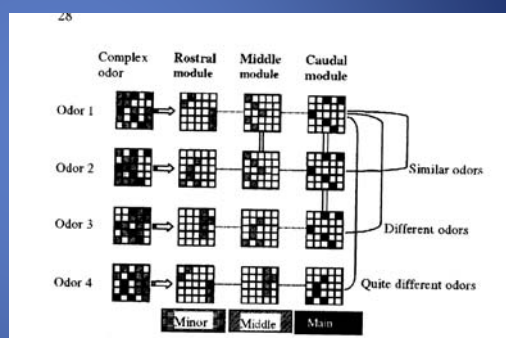 28
Complex odor
Rostral module
Middle module
Caudal module
Odor 1
Odor 2
Similar odors
Odor 3
Different odors
Odor 4
Quite different odors
Minor
Middle
Main